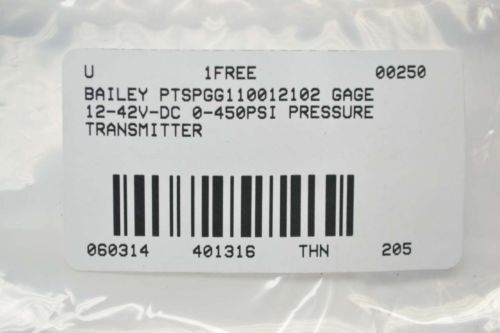 U 1FREE 00250
BAILEY PTSPGG110012102 GAGE
12-42V-DC 0-450PSI PRESSURE
TRANSMITTER
060314 401316 THN 205